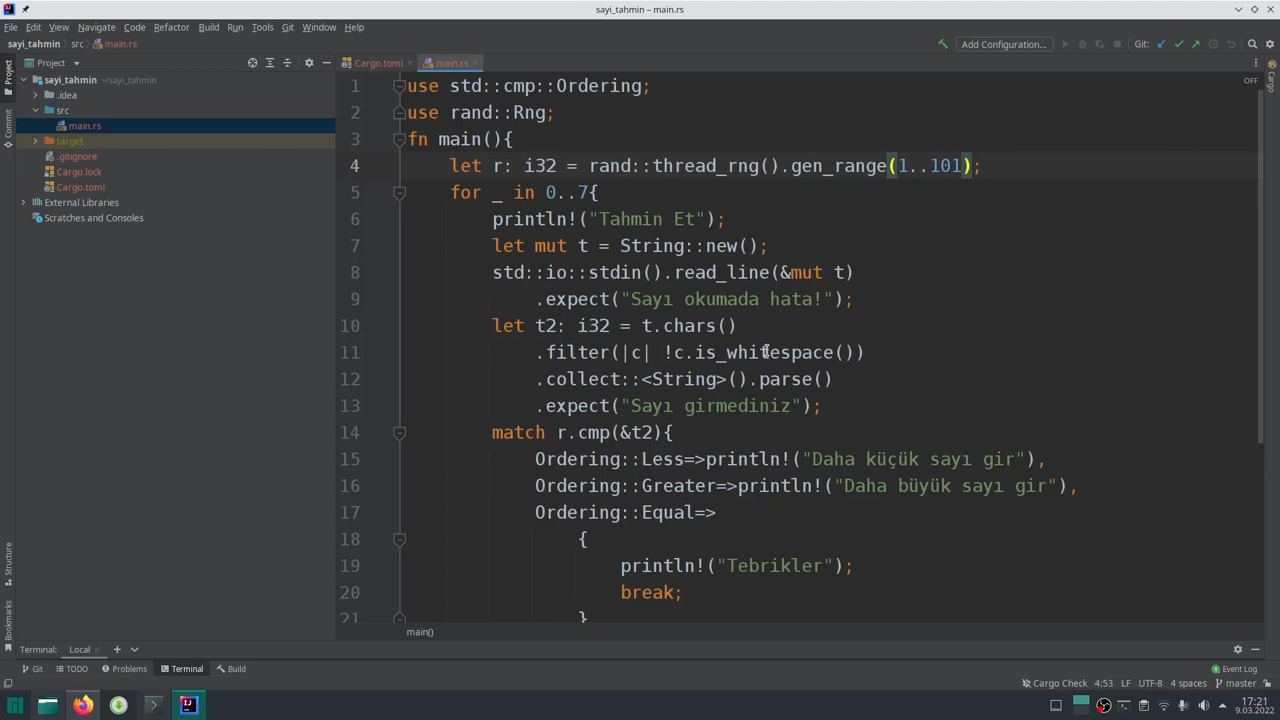 sayi_tahmin – main.rs
File Edit View Navigate Code Refactor Build Run Tools Git Window Help
sayi_tahmin src main.rs
Add Configuration...
Git:
Project
Cargo.toml
main.rs
OFF
Project
Commit
Structure
Bookmarks
Cargo
sayi_tahmin ~/sayi_tahmin
.idea
src
main.rs
target
.gitignore
Cargo.lock
Cargo.toml
External Libraries
Scratches and Consoles
1 use std::cmp::Ordering;
2 use rand::Rng;
3 fn main(){
4 let r: i32 = rand::thread_rng().gen_range(1..101);
5 for _ in 0..7{
6 println!("Tahmin Et");
7 let mut t = String::new();
8 std::io::stdin().read_line(&mut t)
9 .expect("Sayı okumada hata!");
10 let t2: i32 = t.chars()
11 .filter(|c| !c.is_whitespace())
12 .collect::<String>().parse()
13 .expect("Sayı girmediniz");
14 match r.cmp(&t2){
15 Ordering::Less=>println!("Daha küçük sayı gir"),
16 Ordering::Greater=>println!("Daha büyük sayı gir"),
17 Ordering::Equal=>
18 {
19 println!("Tebrikler");
20 break;
21 }
main()
Terminal: Local
Git TODO Problems Terminal Build
Event Log
Cargo Check 4:53 LF UTF-8 4 spaces master
17:21
9.03.2022